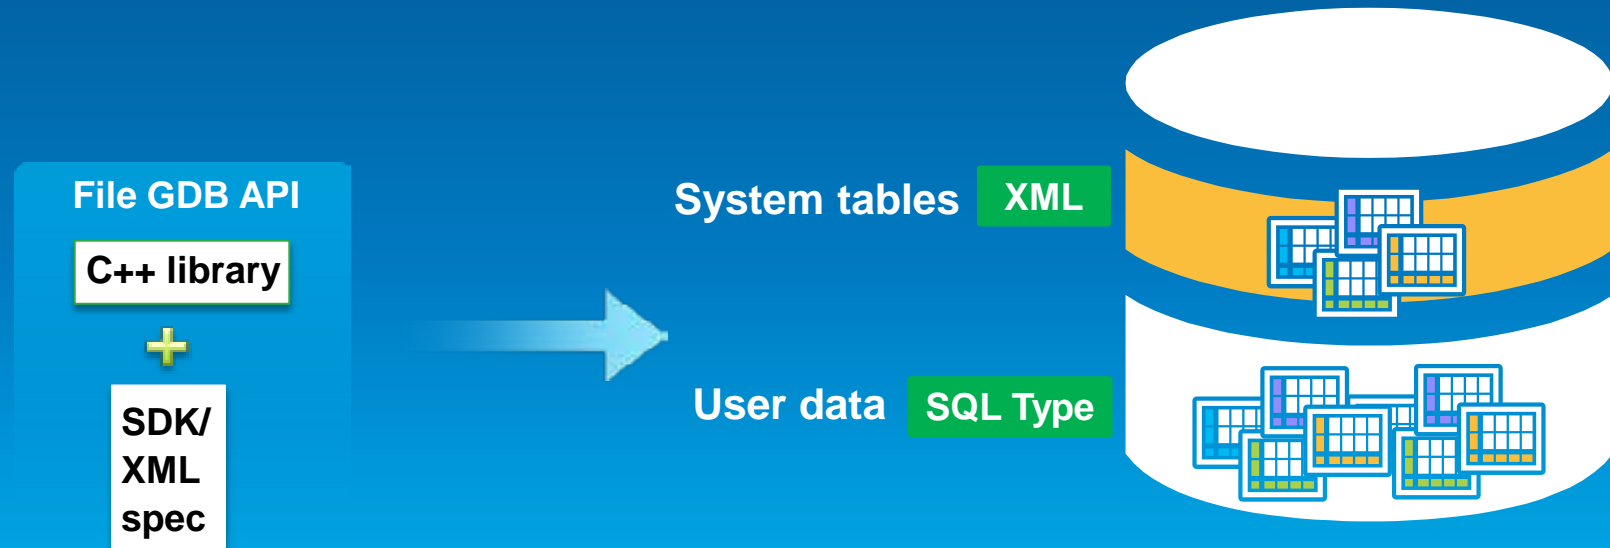 File GDB API
C++ library
SDK/
XML
spec
System tables XML
User data SQL Type